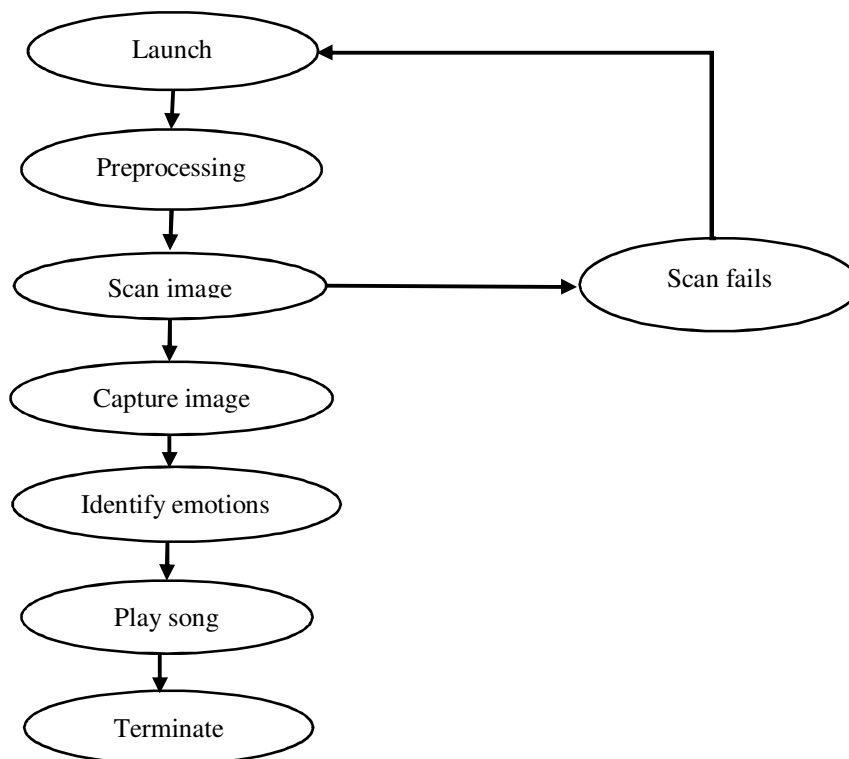 Launch
Preprocessing
Scan image
Scan fails
Capture image
Identify emotions
Play song
Terminate